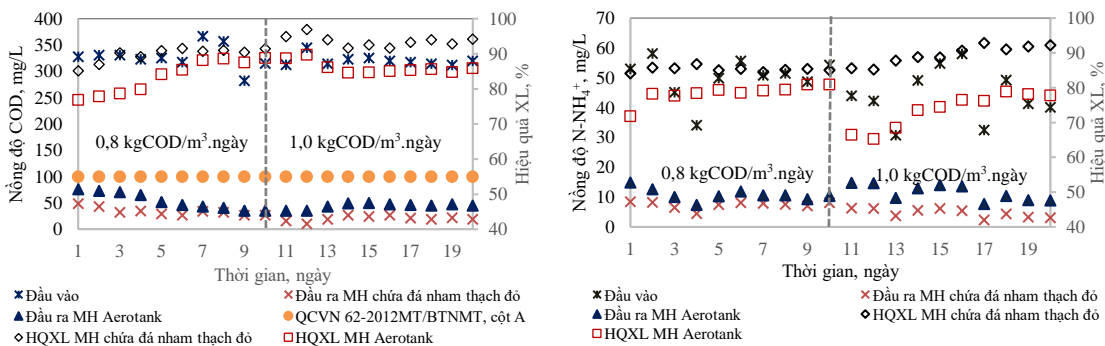 Nồng độ COD, mg/L
400
350
300
250
200
150
100
50
0
100
90
80
70
60
50
40
Hiệu quả XL, %
0,8 kgCOD/m³.ngày
1,0 kgCOD/m³.ngày
1 3 5 7 9 11 13 15 17 19
Thời gian, ngày
Đầu vào
Đầu ra MH chứa đá nham thạch đỏ
Đầu ra MH Aerotank
QCVN 62-2012MT/BTNMT, cột A
HQXL MH chứa đá nham thạch đỏ
HQXL MH Aerotank
Nồng độ N-NH₄⁺, mg/L
70
60
50
40
30
20
10
0
100
90
80
70
60
50
40
Hiệu quả XL, %
0,8 kgCOD/m³.ngày
1,0 kgCOD/m³.ngày
1 3 5 7 9 11 13 15 17 19
Thời gian, ngày
Đầu vào
Đầu ra MH chứa đá nham thạch đỏ
Đầu ra MH Aerotank
HQXL MH chứa đá nham thạch đỏ
HQXL MH Aerotank